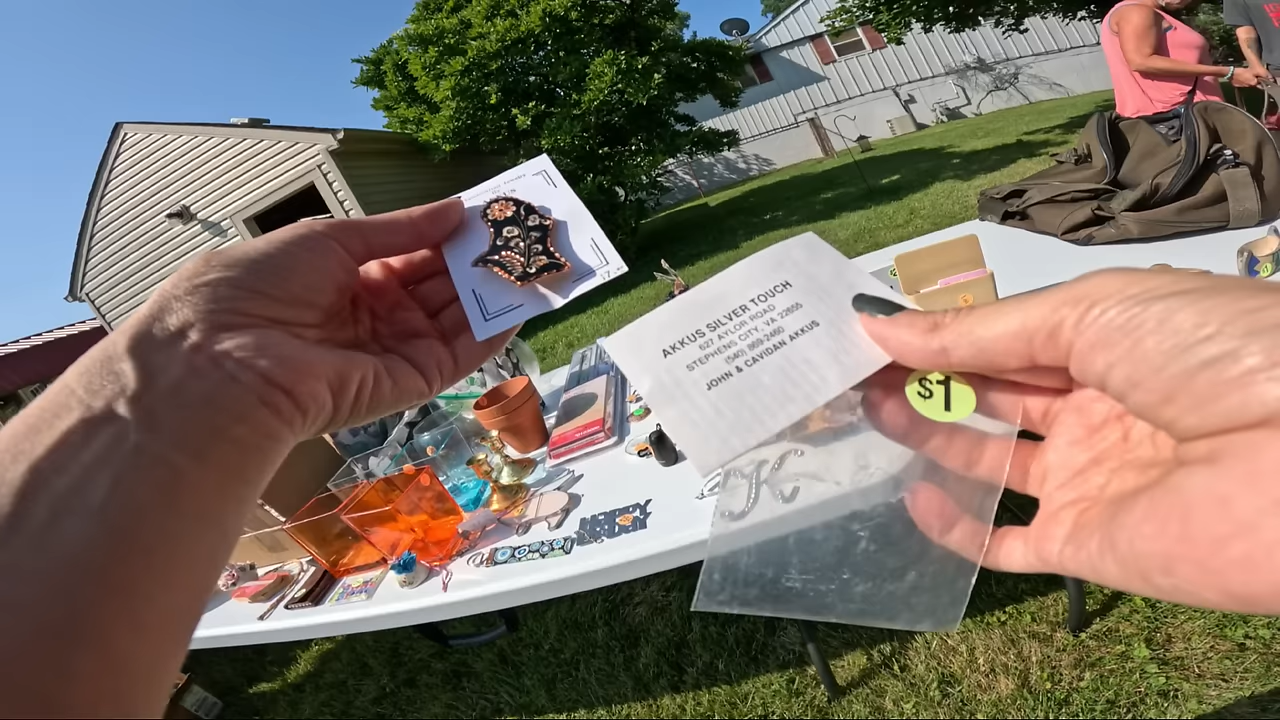 AKKUS SILVER TOUCH
627 AYLOR ROAD
STEPHENS CITY, VA 22655
(540) 869-2460
JOHN & CAVIDAN AKKUS
$1
K